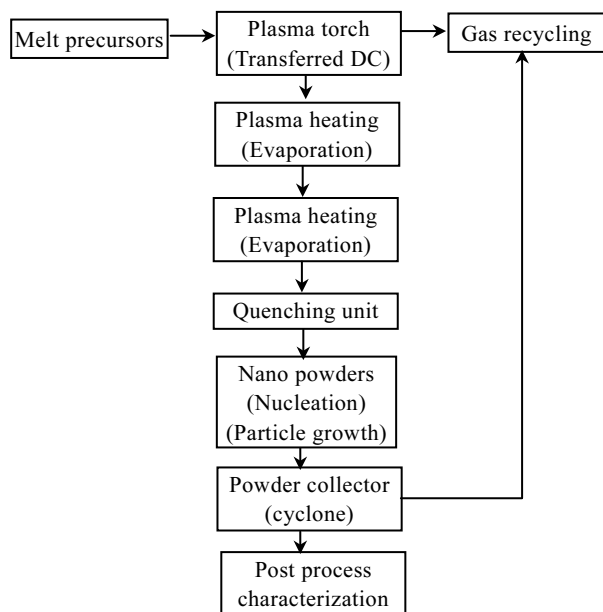 Melt precursors
Plasma torch
(Transferred DC)
Gas recycling
Plasma heating
(Evaporation)
Plasma heating
(Evaporation)
Quenching unit
Nano powders
(Nucleation)
(Particle growth)
Powder collector
(cyclone)
Post process
characterization